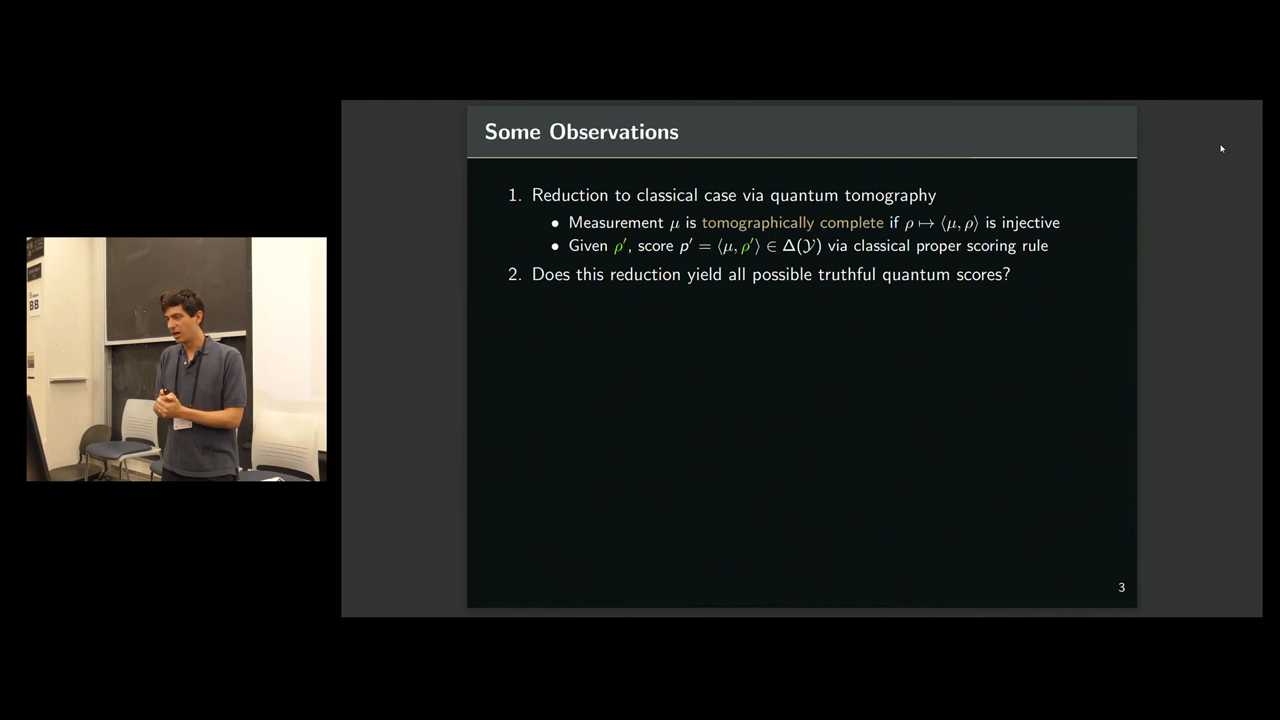 Some Observations
1. Reduction to classical case via quantum tomography
• Measurement μ is tomographically complete if ρ ↦ ⟨μ, ρ⟩ is injective
• Given ρ′, score p′ = ⟨μ, ρ′⟩ ∈ Δ(𝒴) via classical proper scoring rule
2. Does this reduction yield all possible truthful quantum scores?
3
BB